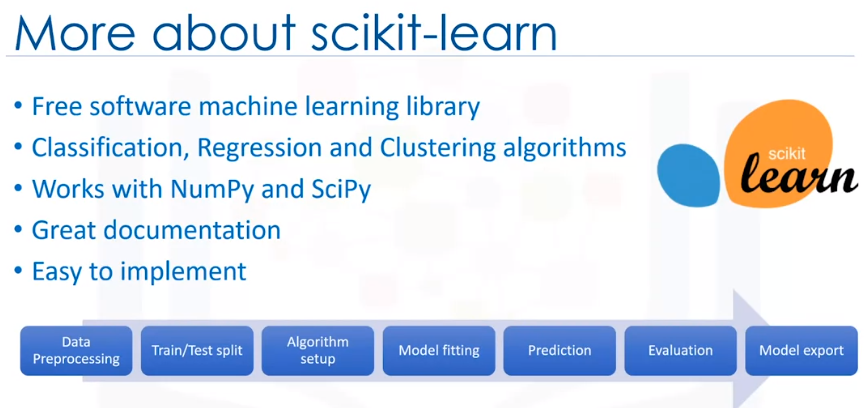 More about scikit-learn
• Free software machine learning library
• Classification, Regression and Clustering algorithms
• Works with NumPy and SciPy
• Great documentation
• Easy to implement
scikit
learn
Data
Preprocessing
Train/Test split
Algorithm
setup
Model fitting
Prediction
Evaluation
Model export